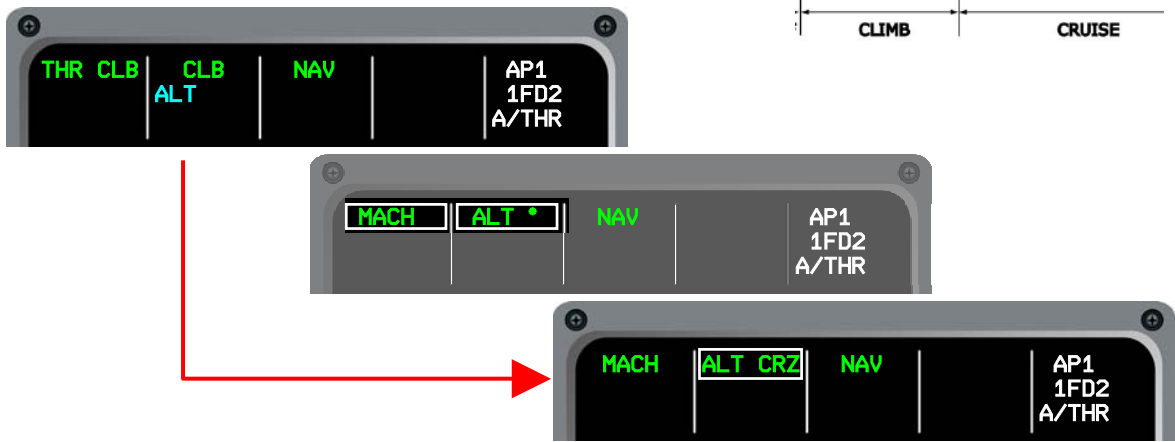 CLIMB CRUISE
THR CLB CLB NAV AP1
ALT 1FD2
A/THR
MACH ALT • NAV AP1
1FD2
A/THR
MACH ALT CRZ NAV AP1
1FD2
A/THR